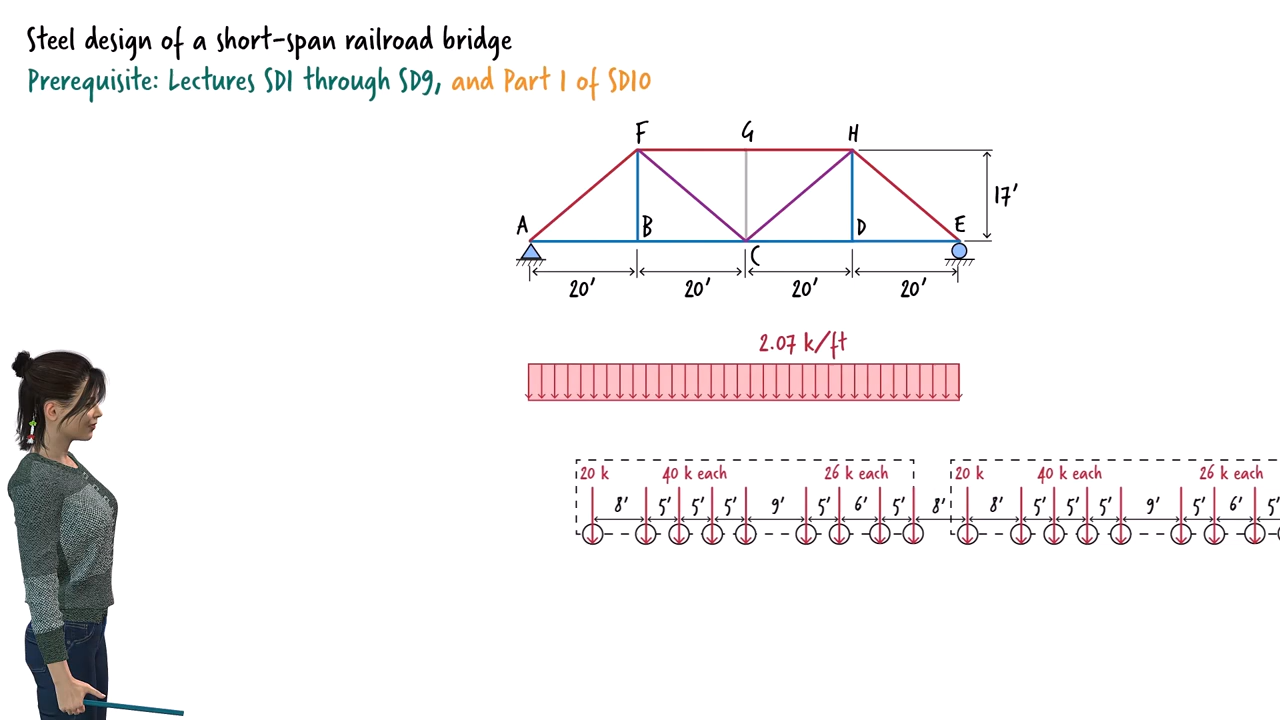 Steel design of a short-span railroad bridge
Prerequisite: Lectures SD1 through SD9, and Part 1 of SD10
F G H
17'
A B C D E
20' 20' 20' 20'
2.07 k/ft
20 k 40 k each 26 k each 20 k 40 k each 26 k each
8' 5' 5' 5' 9' 5' 6' 5' 8' 8' 5' 5' 5' 9' 5' 6' 5'